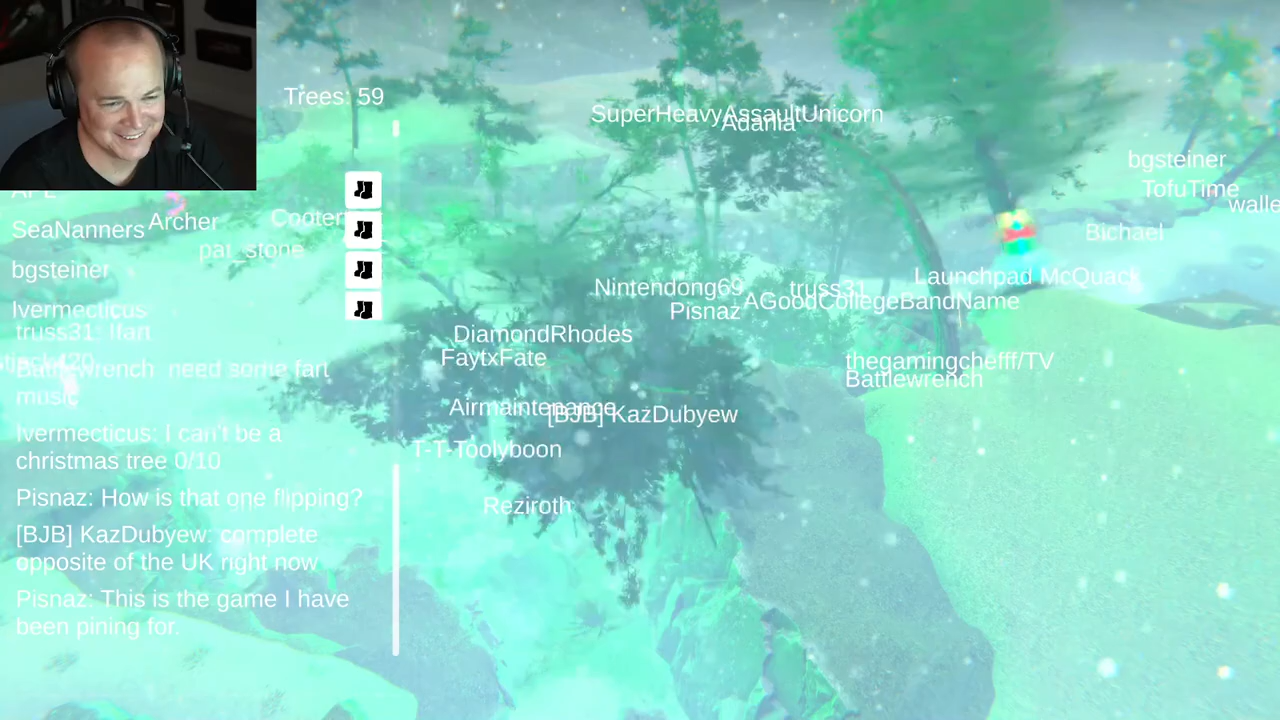 Trees: 59
SuperHeavyAssaultUnicorn
Adania
bgsteiner
TofuTime
walle
SeaNanners
Archer
Cooter
pat_stone
Bichael
bgsteiner
Launchpad McQuack
Nintendong69
truss31
AGoodCollegeBandName
Pisnaz
Ivermecticus
truss31: !fart
DiamondRhodes
FaytxFate
thegamingchefff/TV
Battlewrench
Battlewrench: need some fart
music
Airmaintenance
[BJB] KazDubyew
Ivermecticus: I can't be a
christmas tree 0/10
T-T-Toolyboon
Pisnaz: How is that one flipping?
Reziroth
[BJB] KazDubyew: complete
opposite of the UK right now
Pisnaz: This is the game I have
been pining for.